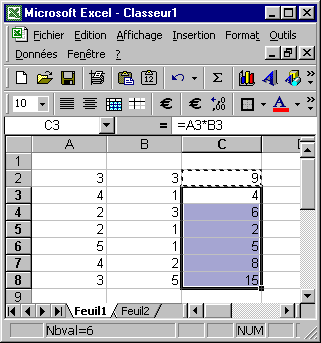 Microsoft Excel - Classeur1
Fichier Edition Affichage Insertion Format Outils
Données Fenêtre ?
10 G € €
C3 = =A3*B3
A B C
1
2 3 3 9
3 4 1 4
4 2 3 6
5 2 1 2
6 5 1 5
7 4 2 8
8 3 5 15
9
Feuil1 Feuil2
Nbval=6 NUM